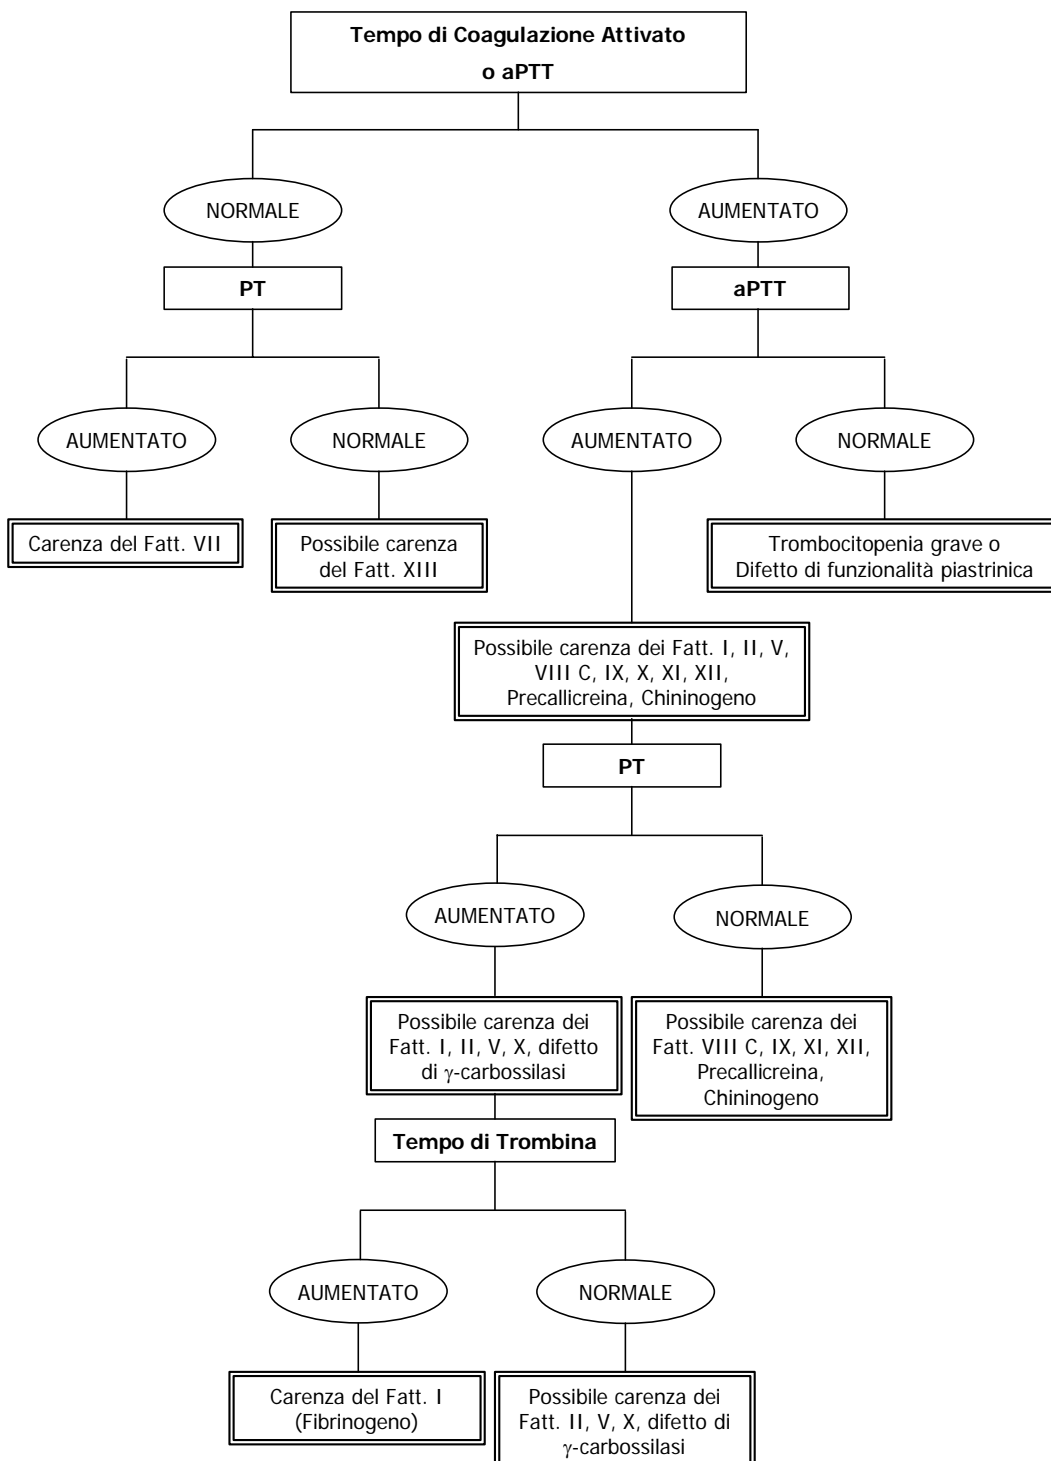 Tempo di Coagulazione Attivato
o aPTT
NORMALE
AUMENTATO
PT
aPTT
AUMENTATO
NORMALE
AUMENTATO
NORMALE
Carenza del Fatt. VII
Possibile carenza
del Fatt. XIII
Trombocitopenia grave o
Difetto di funzionalità piastrinica
Possibile carenza dei Fatt. I, II, V,
VIII C, IX, X, XI, XII,
Precallicreina, Chininogeno
PT
AUMENTATO
NORMALE
Possibile carenza dei
Fatt. I, II, V, X, difetto
di γ-carbossilasi
Possibile carenza dei
Fatt. VIII C, IX, XI, XII,
Precallicreina,
Chininogeno
Tempo di Trombina
AUMENTATO
NORMALE
Carenza del Fatt. I
(Fibrinogeno)
Possibile carenza dei
Fatt. II, V, X, difetto di
γ-carbossilasi